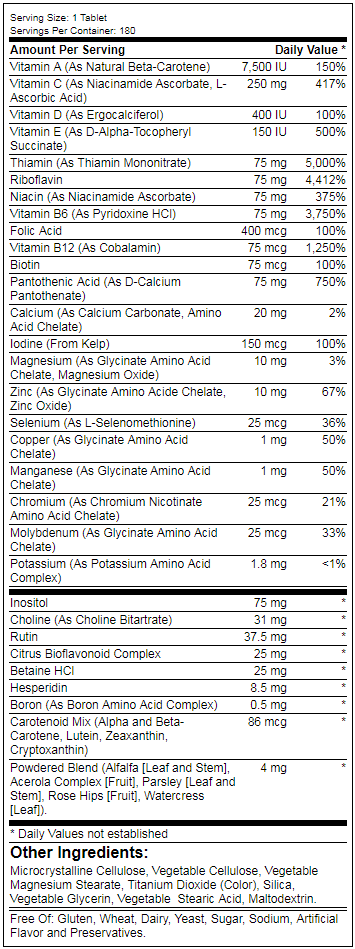 Serving Size: 1 Tablet
Servings Per Container: 180
Amount Per Serving Daily Value *
Vitamin A (As Natural Beta-Carotene) 7,500 IU 150%
Vitamin C (As Niacinamide Ascorbate, L- 250 mg 417%
Ascorbic Acid)
Vitamin D (As Ergocalciferol) 400 IU 100%
Vitamin E (As D-Alpha-Tocopheryl 150 IU 500%
Succinate)
Thiamin (As Thiamin Mononitrate) 75 mg 5,000%
Riboflavin 75 mg 4,412%
Niacin (As Niacinamide Ascorbate) 75 mg 375%
Vitamin B6 (As Pyridoxine HCl) 75 mg 3,750%
Folic Acid 400 mcg 100%
Vitamin B12 (As Cobalamin) 75 mcg 1,250%
Biotin 75 mcg 100%
Pantothenic Acid (As D-Calcium 75 mg 750%
Pantothenate)
Calcium (As Calcium Carbonate, Amino 20 mg 2%
Acid Chelate)
Iodine (From Kelp) 150 mcg 100%
Magnesium (As Glycinate Amino Acid 10 mg 3%
Chelate, Magnesium Oxide)
Zinc (As Glycinate Amino Acide Chelate, 10 mg 67%
Zinc Oxide)
Selenium (As L-Selenomethionine) 25 mcg 36%
Copper (As Glycinate Amino Acid 1 mg 50%
Chelate)
Manganese (As Glycinate Amino Acid 1 mg 50%
Chelate)
Chromium (As Chromium Nicotinate 25 mcg 21%
Amino Acid Chelate)
Molybdenum (As Glycinate Amino Acid 25 mcg 33%
Chelate)
Potassium (As Potassium Amino Acid 1.8 mg <1%
Complex)
Inositol 75 mg *
Choline (As Choline Bitartrate) 31 mg *
Rutin 37.5 mg *
Citrus Bioflavonoid Complex 25 mg *
Betaine HCl 25 mg *
Hesperidin 8.5 mg *
Boron (As Boron Amino Acid Complex) 0.5 mg *
Carotenoid Mix (Alpha and Beta- 86 mcg *
Carotene, Lutein, Zeaxanthin,
Cryptoxanthin)
Powdered Blend (Alfalfa [Leaf and Stem], 4 mg *
Acerola Complex [Fruit], Parsley [Leaf and
Stem], Rose Hips [Fruit], Watercress
[Leaf]).
* Daily Values not established
Other Ingredients:
Microcrystalline Cellulose, Vegetable Cellulose, Vegetable
Magnesium Stearate, Titanium Dioxide (Color), Silica,
Vegetable Glycerin, Vegetable Stearic Acid, Maltodextrin.
Free Of: Gluten, Wheat, Dairy, Yeast, Sugar, Sodium, Artificial
Flavor and Preservatives.